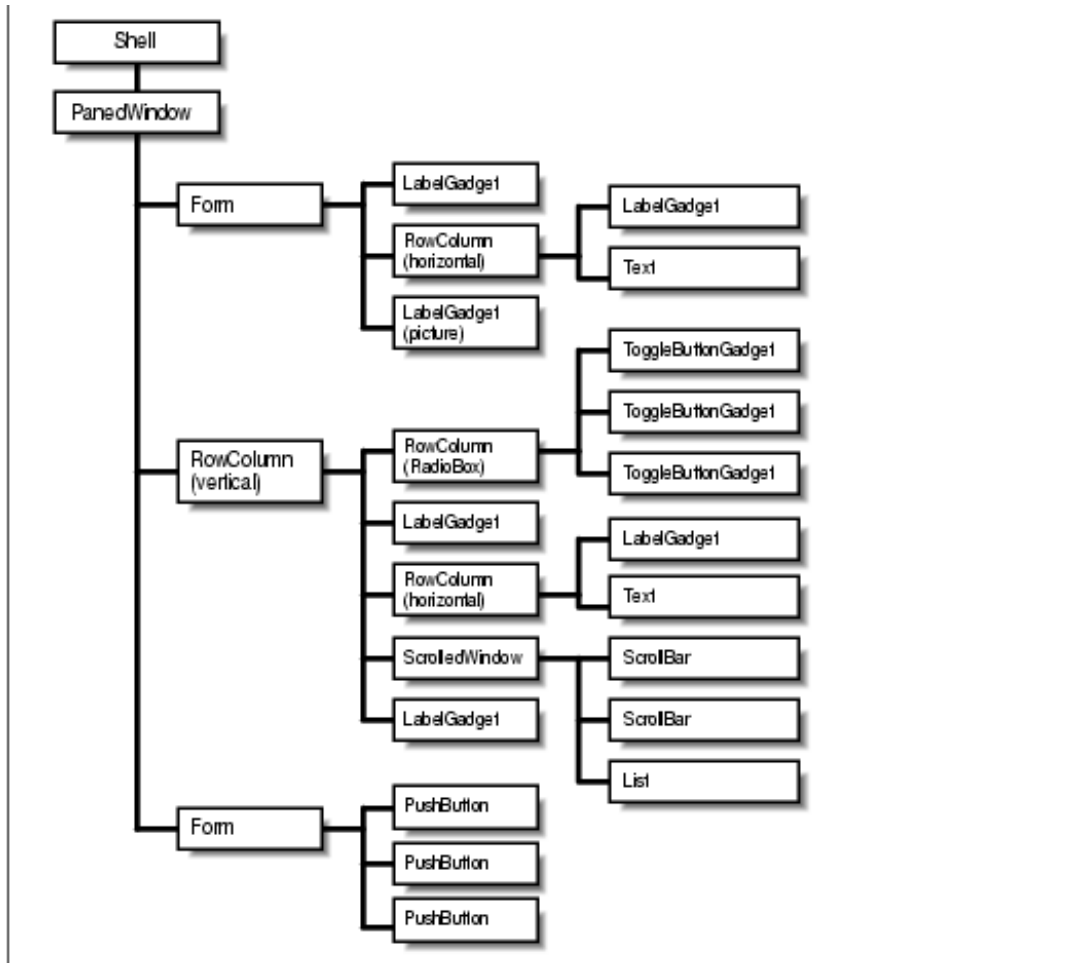 Shell
PanedWindow
Form
LabelGadget
RowColumn
(horizontal)
LabelGadget
Text
LabelGadget
(picture)
RowColumn
(vertical)
RowColumn
(RadioBox)
ToggleButtonGadget
ToggleButtonGadget
ToggleButtonGadget
LabelGadget
RowColumn
(horizontal)
LabelGadget
Text
ScrolledWindow
ScrollBar
ScrollBar
List
LabelGadget
Form
PushButton
PushButton
PushButton